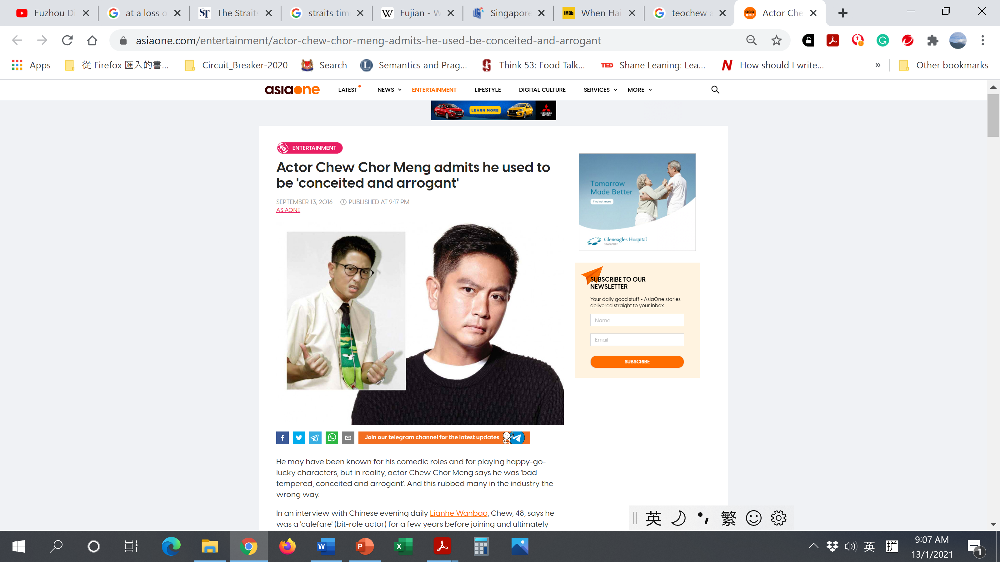 Fuzhou Di
at a loss o
The Straits
straits tim
Fujian - W
Singapore
When Hai
teochew a
Actor Che
asiaone.com/entertainment/actor-chew-chor-meng-admits-he-used-be-conceited-and-arrogant
Apps
從 Firefox 匯入的書...
Circuit_Breaker-2020
Search
Semantics and Prag...
Think 53: Food Talk...
TED
Shane Leaning: Lea...
How should I write...
»
Other bookmarks
asiaone
LATEST
NEWS
ENTERTAINMENT
LIFESTYLE
DIGITAL CULTURE
SERVICES
MORE
LEARN MORE
MITSUBISHI
MOTORS
ENTERTAINMENT
Actor Chew Chor Meng admits he used to
be 'conceited and arrogant'
SEPTEMBER 13, 2016
PUBLISHED AT 9:17 PM
ASIAONE
Tomorrow
Made Better
Find out more
Gleneagles Hospital
SINGAPORE
SUBSCRIBE TO OUR
NEWSLETTER
Your daily good stuff - AsiaOne stories
delivered straight to your inbox
Name
Email
SUBSCRIBE
Join our telegram channel for the latest updates
He may have been known for his comedic roles and for playing happy-go-
lucky characters, but in reality, actor Chew Chor Meng says he was 'bad-
tempered, conceited and arrogant'. And this rubbed many in the industry the
wrong way.
In an interview with Chinese evening daily Lianhe Wanbao, Chew, 48, says he
was a 'calefare' (bit-role actor) for a few years before joining and ultimately
英
繁
英
拼
9:07 AM
13/1/2021
1